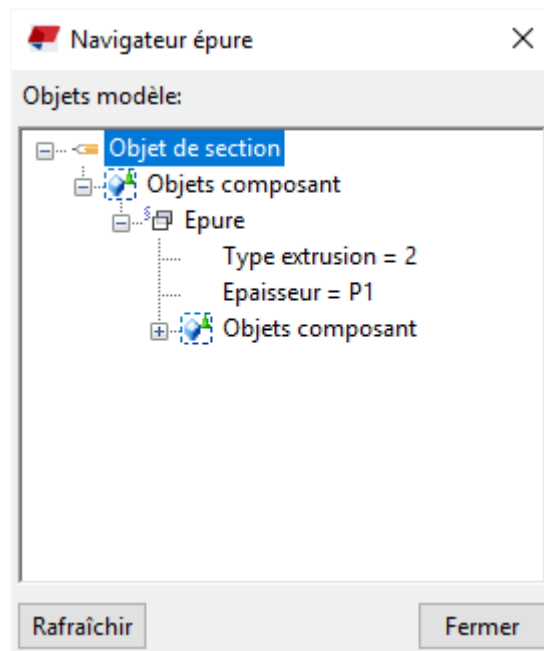 Navigateur épure
Objets modèle:
Objet de section
Objets composant
§ Epure
Type extrusion = 2
Epaisseur = P1
Objets composant
Rafraîchir
Fermer